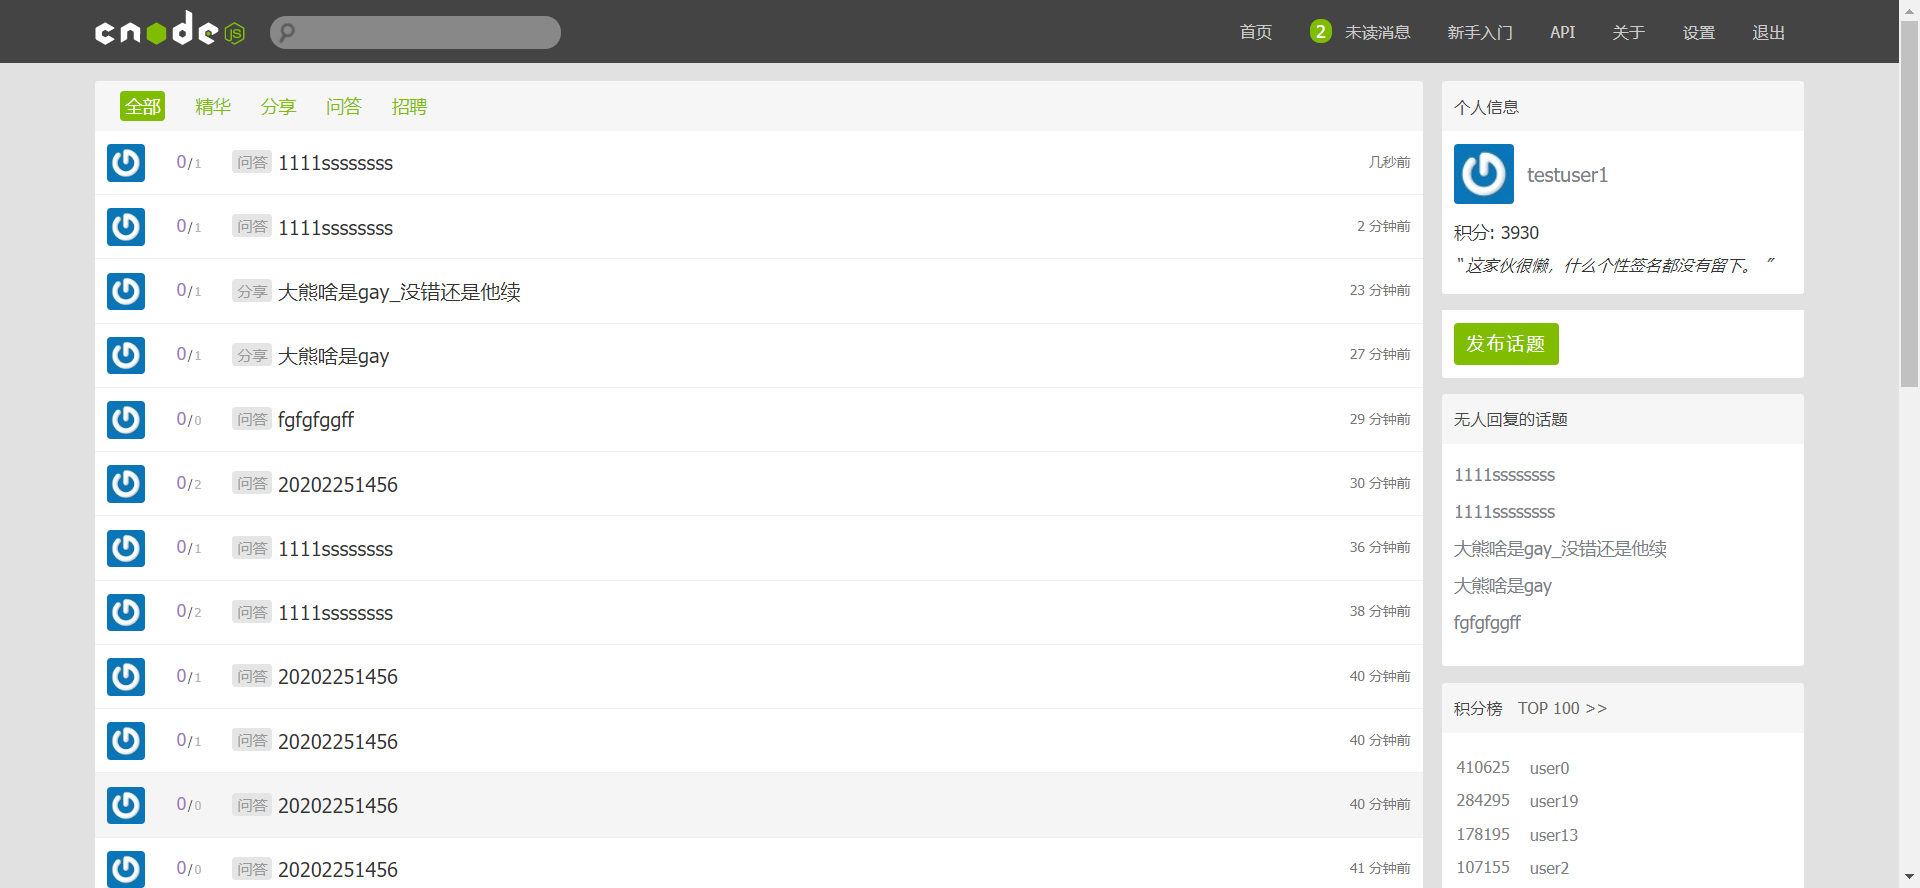 cnodeJS
首页 2 未读消息 新手入门 API 关于 设置 退出
全部 精华 分享 问答 招聘
0/1 问答 1111ssssssss 几秒前
0/1 问答 1111ssssssss 2 分钟前
0/1 分享 大熊啥是gay_没错还是他续 23 分钟前
0/1 分享 大熊啥是gay 27 分钟前
0/0 问答 fgfgfggff 29 分钟前
0/2 问答 20202251456 30 分钟前
0/1 问答 1111ssssssss 36 分钟前
0/2 问答 1111ssssssss 38 分钟前
0/1 问答 20202251456 40 分钟前
0/1 问答 20202251456 40 分钟前
0/0 问答 20202251456 40 分钟前
0/0 问答 20202251456 41 分钟前
个人信息
testuser1
积分: 3930
“ 这家伙很懒，什么个性签名都没有留下。 ”
发布话题
无人回复的话题
1111ssssssss
1111ssssssss
大熊啥是gay_没错还是他续
大熊啥是gay
fgfgfggff
积分榜 TOP 100 >>
410625 user0
284295 user19
178195 user13
107155 user2